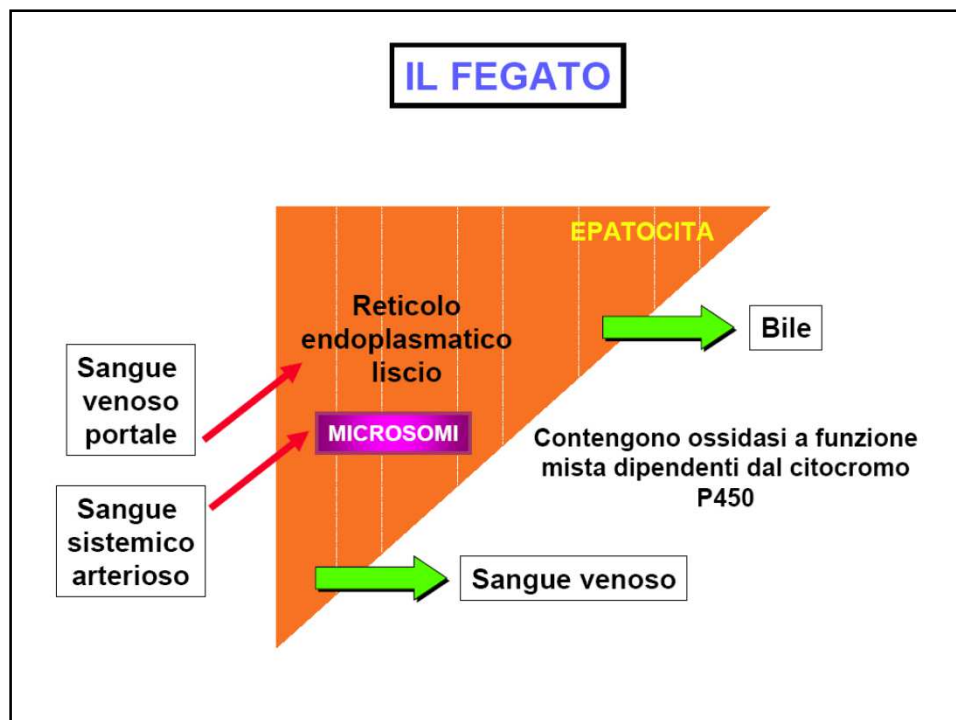 IL FEGATO
EPATOCITA
Reticolo
endoplasmatico
liscio
Bile
Sangue
venoso
portale
MICROSOMI
Contengono ossidasi a funzione
mista dipendenti dal citocromo
P450
Sangue
sistemico
arterioso
Sangue venoso